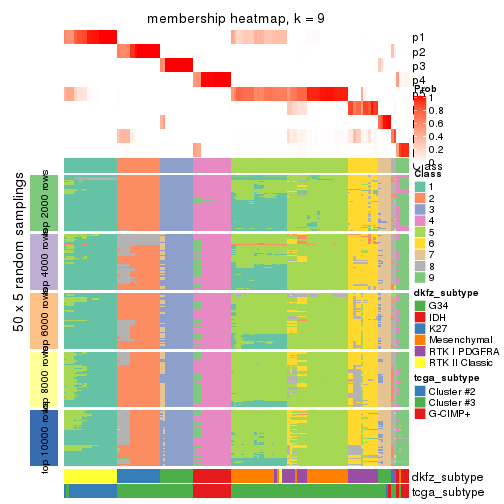 membership heatmap, k = 9
p1
p2
p3
p4
Prob
1
0.8
0.6
0.4
0.2
0
Class
Class
1
2
3
4
5
6
7
8
9
50 x 5 random samplings
top 2000 rows
top 4000 rows
top 6000 rows
top 8000 rows
top 10000 rows
dkfz_subtype
G34
IDH
K27
Mesenchymal
RTK I PDGFRA
RTK II Classic
tcga_subtype
Cluster #2
Cluster #3
G-CIMP+
dkfz_subtype
tcga_subtype